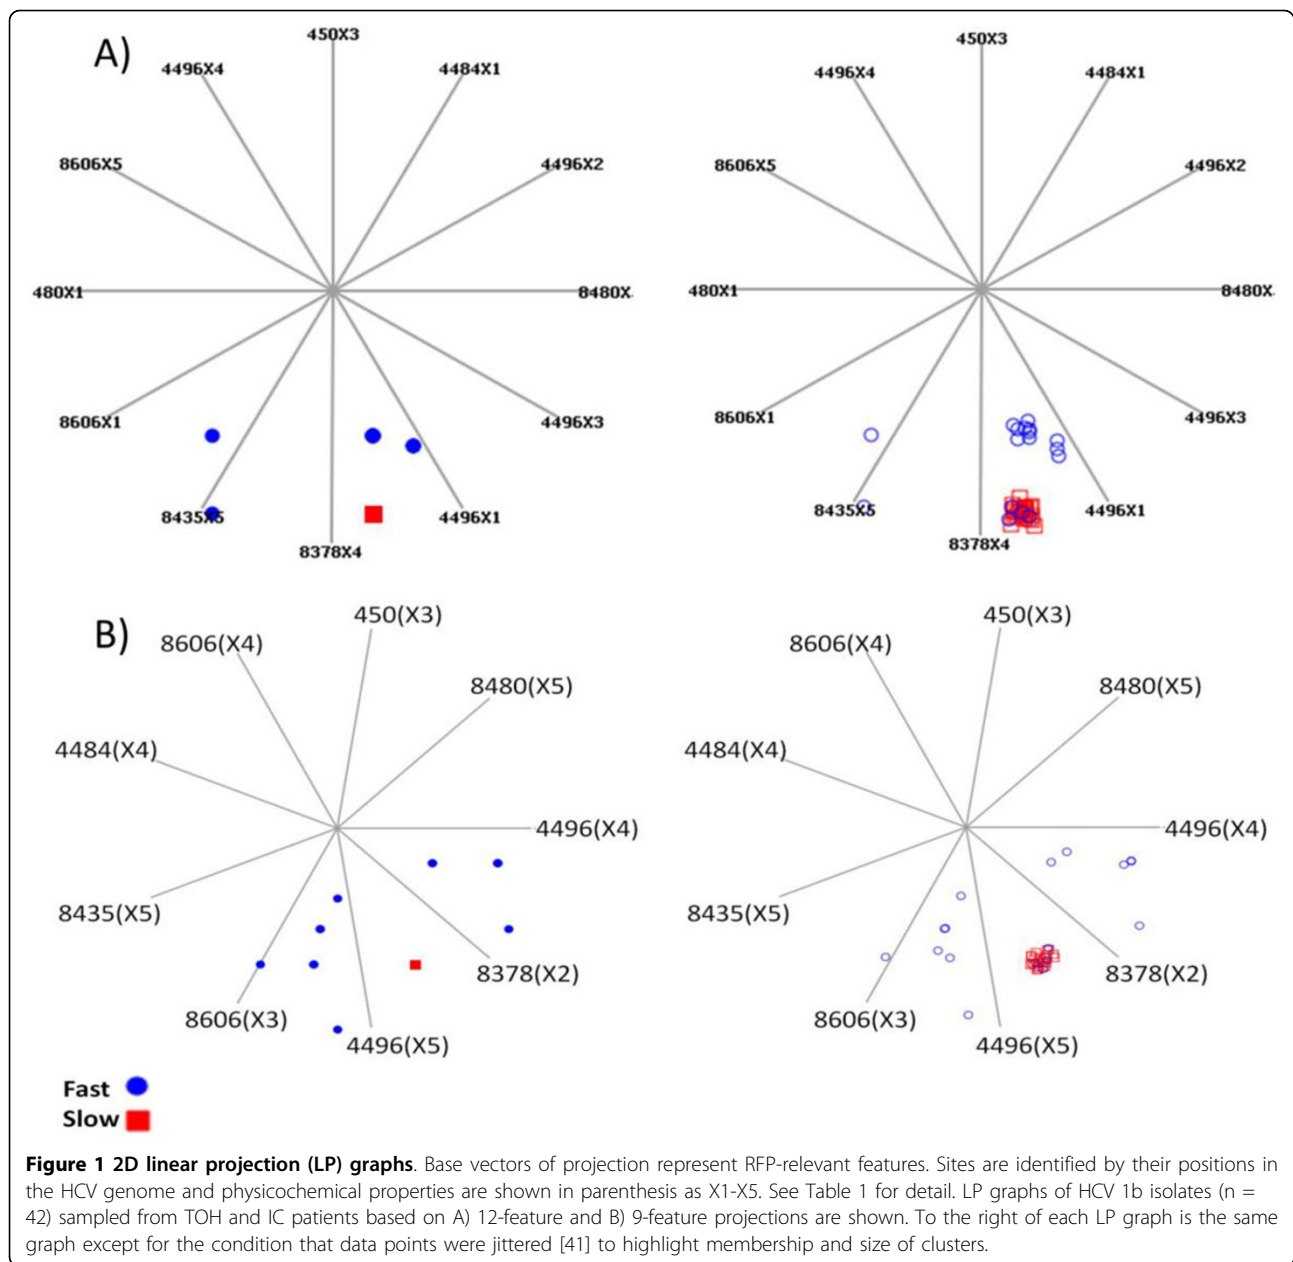 A)
450X3
4496X4
4484X1
8606X5
4496X2
480X1
8480X.
8606X1
4496X3
8435X5
4496X1
8378X4
450X3
4496X4
4484X1
8606X5
4496X2
480X1
8480X.
8606X1
4496X3
8435X5
4496X1
8378X4
B)
450(X3)
8606(X4)
8480(X5)
4484(X4)
4496(X4)
8435(X5)
8378(X2)
8606(X3)
4496(X5)
450(X3)
8606(X4)
8480(X5)
4484(X4)
4496(X4)
8435(X5)
8378(X2)
8606(X3)
4496(X5)
Fast
Slow
Figure 1 2D linear projection (LP) graphs. Base vectors of projection represent RFP-relevant features. Sites are identified by their positions in
the HCV genome and physicochemical properties are shown in parenthesis as X1-X5. See Table 1 for detail. LP graphs of HCV 1b isolates (n =
42) sampled from TOH and IC patients based on A) 12-feature and B) 9-feature projections are shown. To the right of each LP graph is the same
graph except for the condition that data points were jittered [41] to highlight membership and size of clusters.